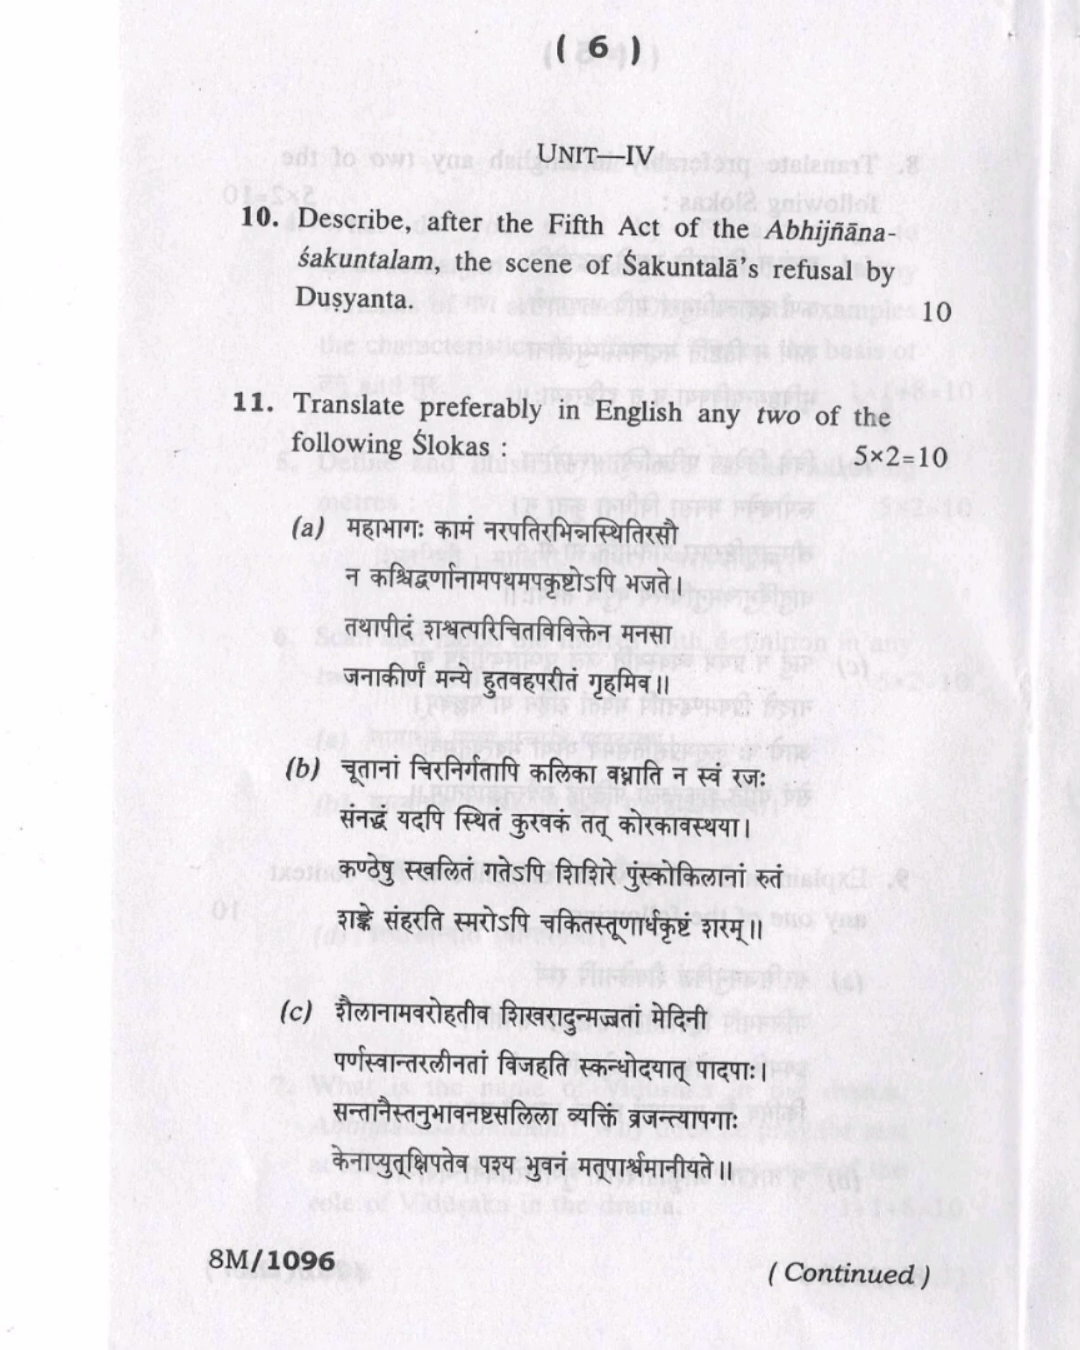 ( 6 )
UNIT—IV
10. Describe, after the Fifth Act of the Abhijñāna-
śakuntalam, the scene of Śakuntalā's refusal by
Duṣyanta. 10
11. Translate preferably in English any two of the
following Ślokas : 5×2=10
(a) महाभागः कामं नरपतिरभिन्नस्थितिरसौ
न कश्चिद्वर्णानामपथमपकृष्टोऽपि भजते।
तथापीदं शश्वत्परिचितविविक्तेन मनसा
जनाकीर्णं मन्ये हुतवहपरीतं गृहमिव॥
(b) चूतानां चिरनिर्गतापि कलिका वध्नाति न स्वं रजः
संनद्धं यदपि स्थितं कुरवकं तत् कोरकावस्थया।
कण्ठेषु स्खलितं गतेऽपि शिशिरे पुंस्कोकिलानां रुतं
शङ्के संहरति स्मरोऽपि चकितस्तूणार्धकृष्टं शरम्॥
(c) शैलानामवरोहतीव शिखरादुन्मज्जतां मेदिनी
पर्णस्वान्तरलीनतां विजहति स्कन्धोदयात् पादपाः।
सन्तानैस्तनुभावनष्टसलिला व्यक्तिं व्रजन्त्यापगाः
केनाप्युत्क्षिपतेव पश्य भुवनं मत्पार्श्वमानीयते॥
8M/1096
( Continued )